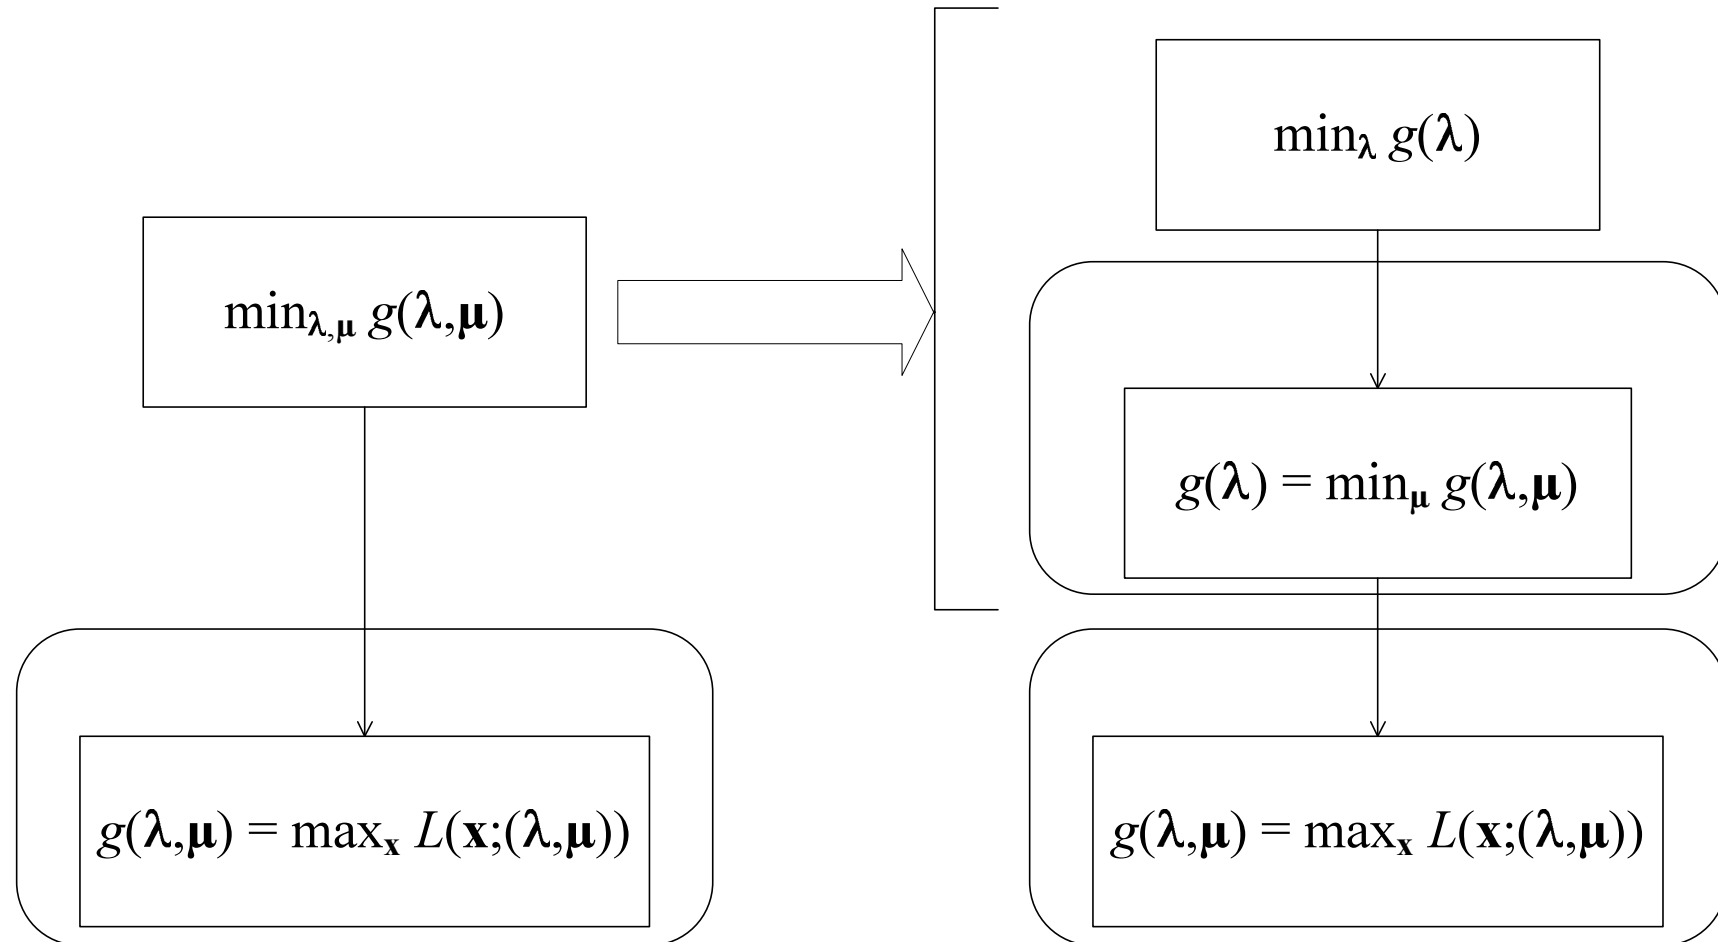 min_λ,μ g(λ,μ)
g(λ,μ) = max_x L(x;(λ,μ))
min_λ g(λ)
g(λ) = min_μ g(λ,μ)
g(λ,μ) = max_x L(x;(λ,μ))